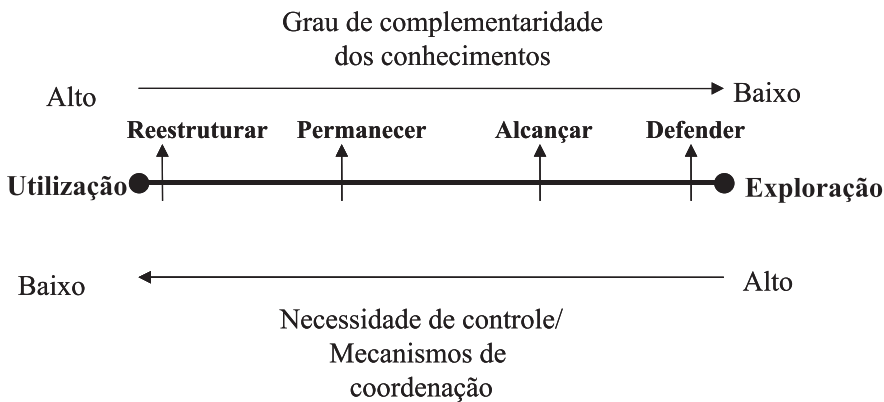 Grau de complementaridade
dos conhecimentos
Alto
Baixo
Reestruturar
Permanecer
Alcançar
Defender
Utilização
Exploração
Baixo
Alto
Necessidade de controle/
Mecanismos de
coordenação